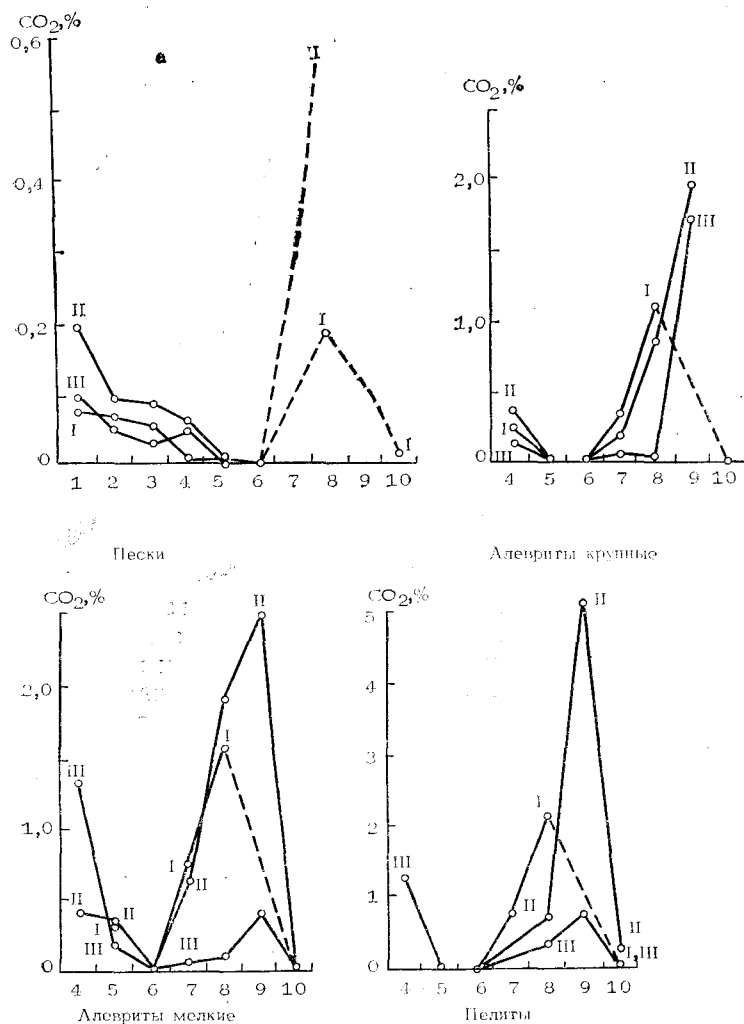 CO₂,%
0,6
0,4
0,2
0
а
II
III
I
II
I
I
1 2 3 4 5 6 7 8 9 10
Пески
CO₂,%
2,0
1,0
0
II
I
III
I
II
III
4 5 6 7 8 9 10
Алевриты крупные
CO₂,%
2,0
1,0
0
III
II
II
I
III
I
II
III
I
II
4 5 6 7 8 9 10
Алевриты мелкие
CO₂,%
5
4
3
2
1
0
III
I
II
III
II
II
I,III
4 5 6 7 8 9 10
Пелиты